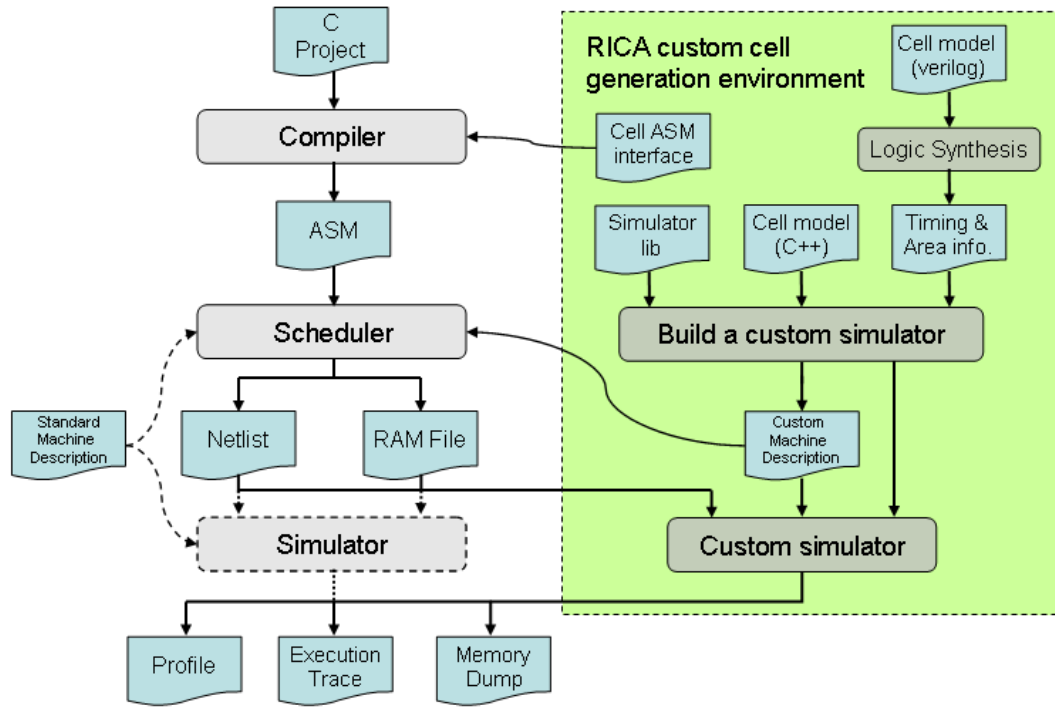 C
Project
RICA custom cell
generation environment
Cell model
(verilog)
Compiler
Cell ASM
interface
Logic Synthesis
ASM
Simulator
lib
Cell model
(C++)
Timing &
Area info.
Scheduler
Build a custom simulator
Standard
Machine
Description
Netlist
RAM File
Custom
Machine
Description
Simulator
Custom simulator
Profile
Execution
Trace
Memory
Dump